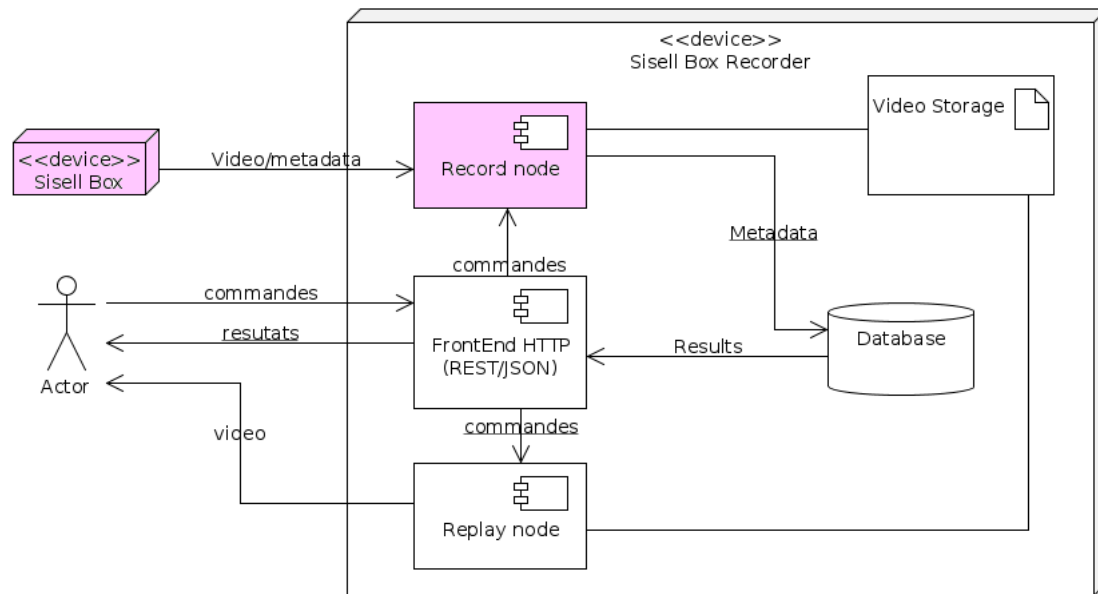 <<device>>
Sisell Box Recorder
Video Storage
<<device>>
Sisell Box
Video/metadata
Record node
Metadata
commandes
commandes
resutats
FrontEnd HTTP
(REST/JSON)
Results
Database
Actor
commandes
video
Replay node